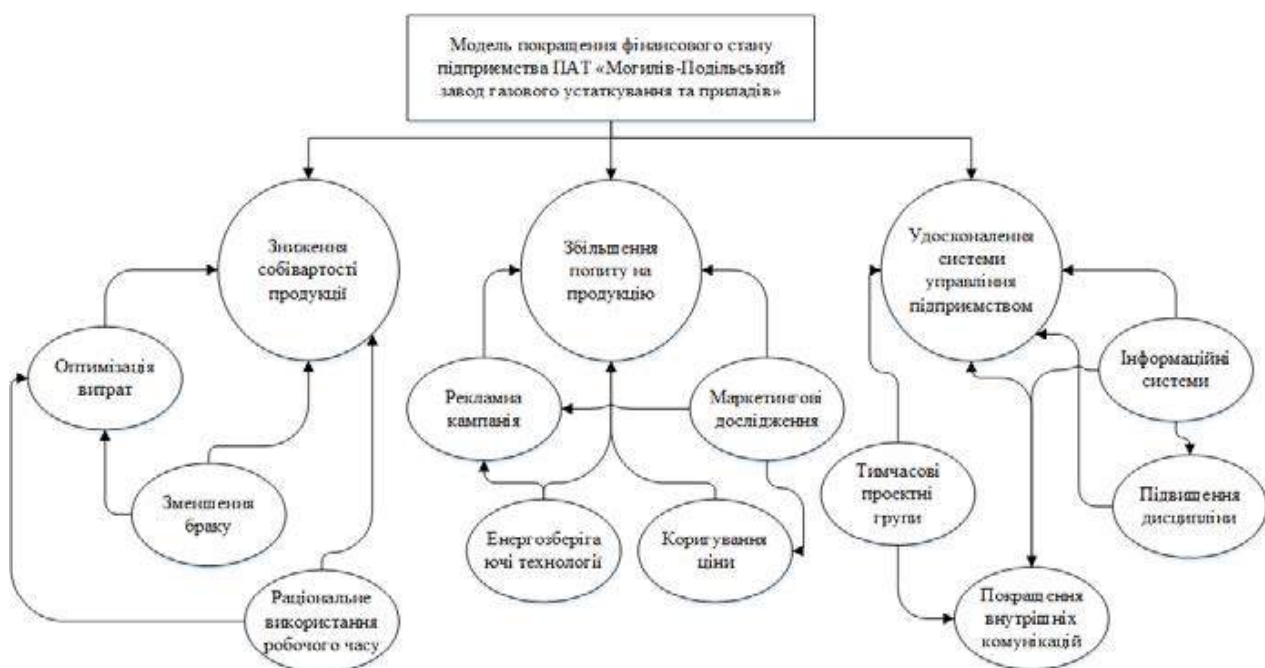 Модель покращення фінансового стану
підприємства ПАТ «Могилів-Подільський
завод газового устаткування та приладів»
Зниження
собівартості
продукції
Збільшення
попиту на
продукцію
Удосконалення
системи
управління
підприємством
Оптимізація
витрат
Рекламна
кампанія
Маркетингові
дослідження
Інформаційні
системи
Зменшення
браку
Енергозберіга
ючі технології
Коригування
ціни
Тимчасові
проектні
групи
Підвишення
дисципліни
Раціональне
використання
робочого часу
Покращення
внутрішніх
комунікацій